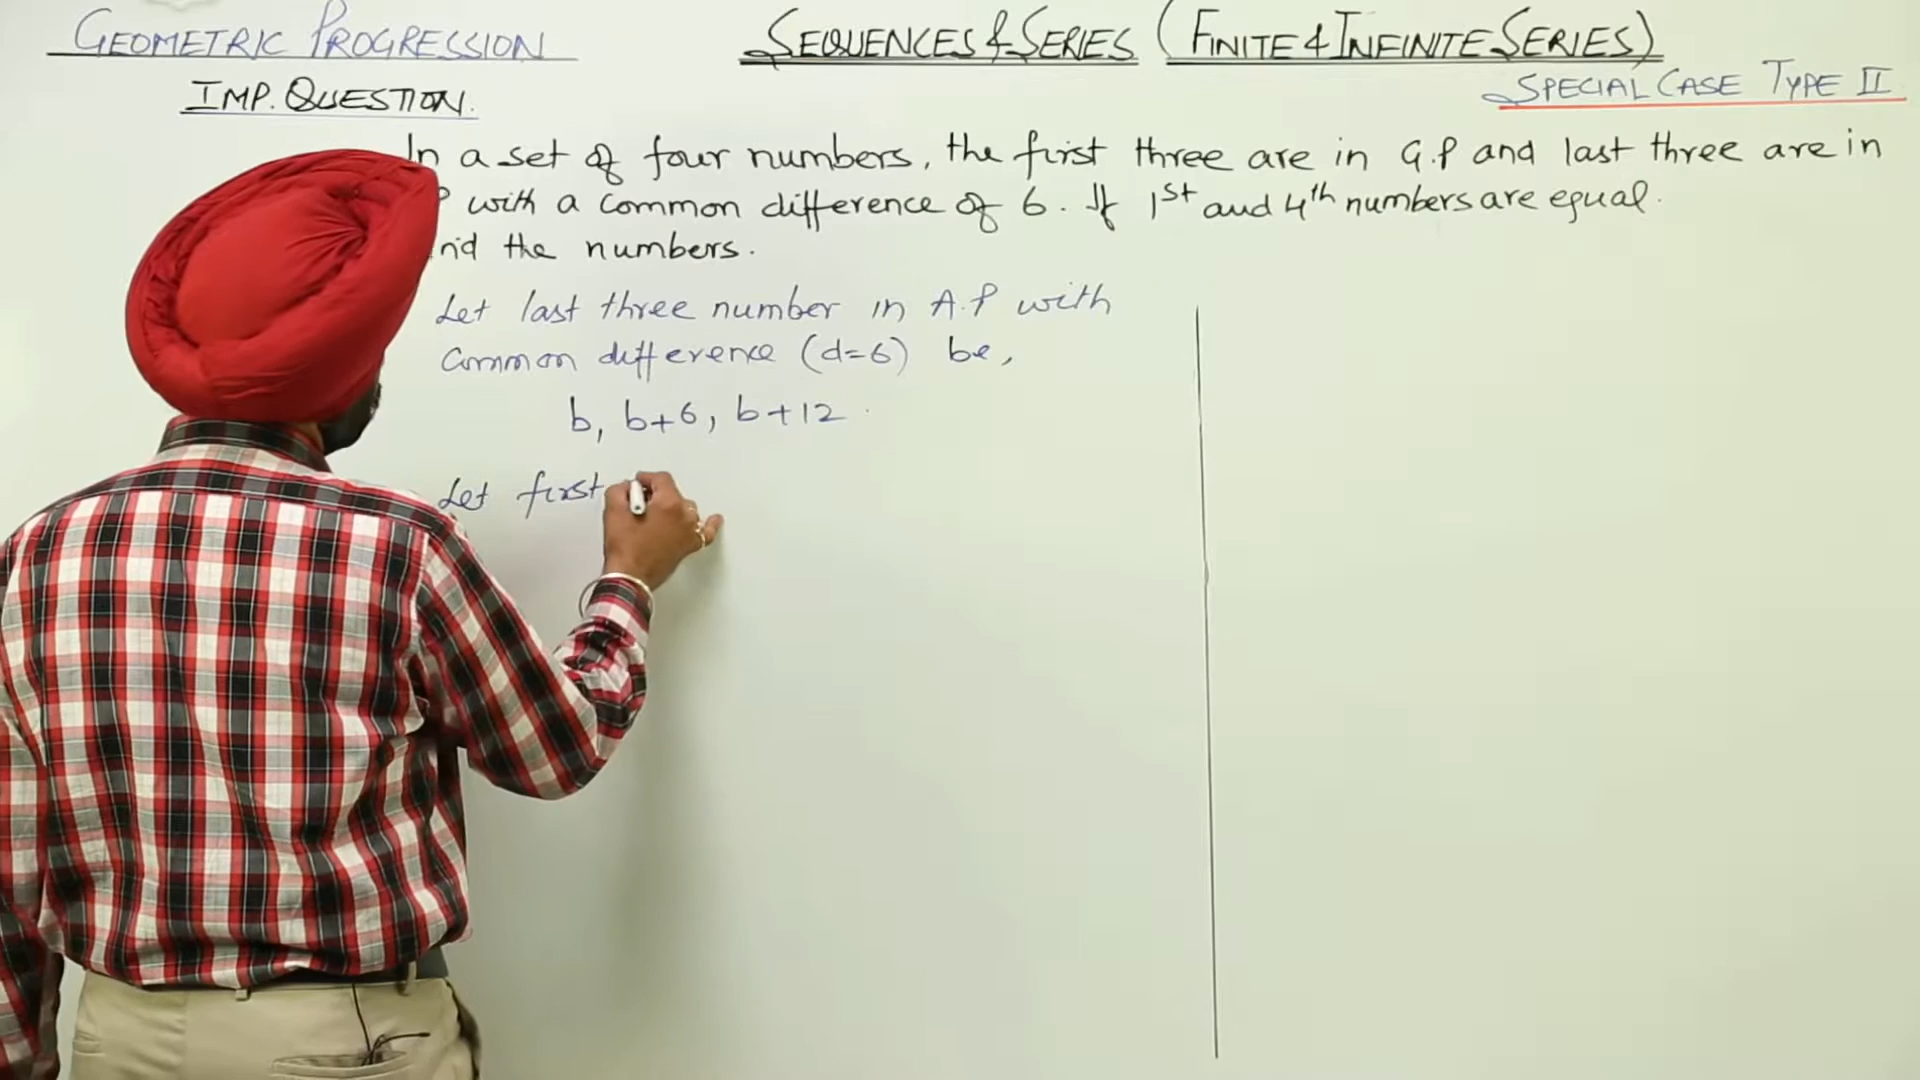 GEOMETRIC PROGRESSION
SEQUENCES & SERIES (FINITE & INFINITE SERIES)
IMP. QUESTION.
SPECIAL CASE TYPE II
In a set of four numbers, the first three are in G.P and last three are in
with a common difference of 6. If 1st and 4th numbers are equal.
nd the numbers.
Let last three number in A.P with
Common difference (d=6) be,
b, b+6, b+12.
Let first